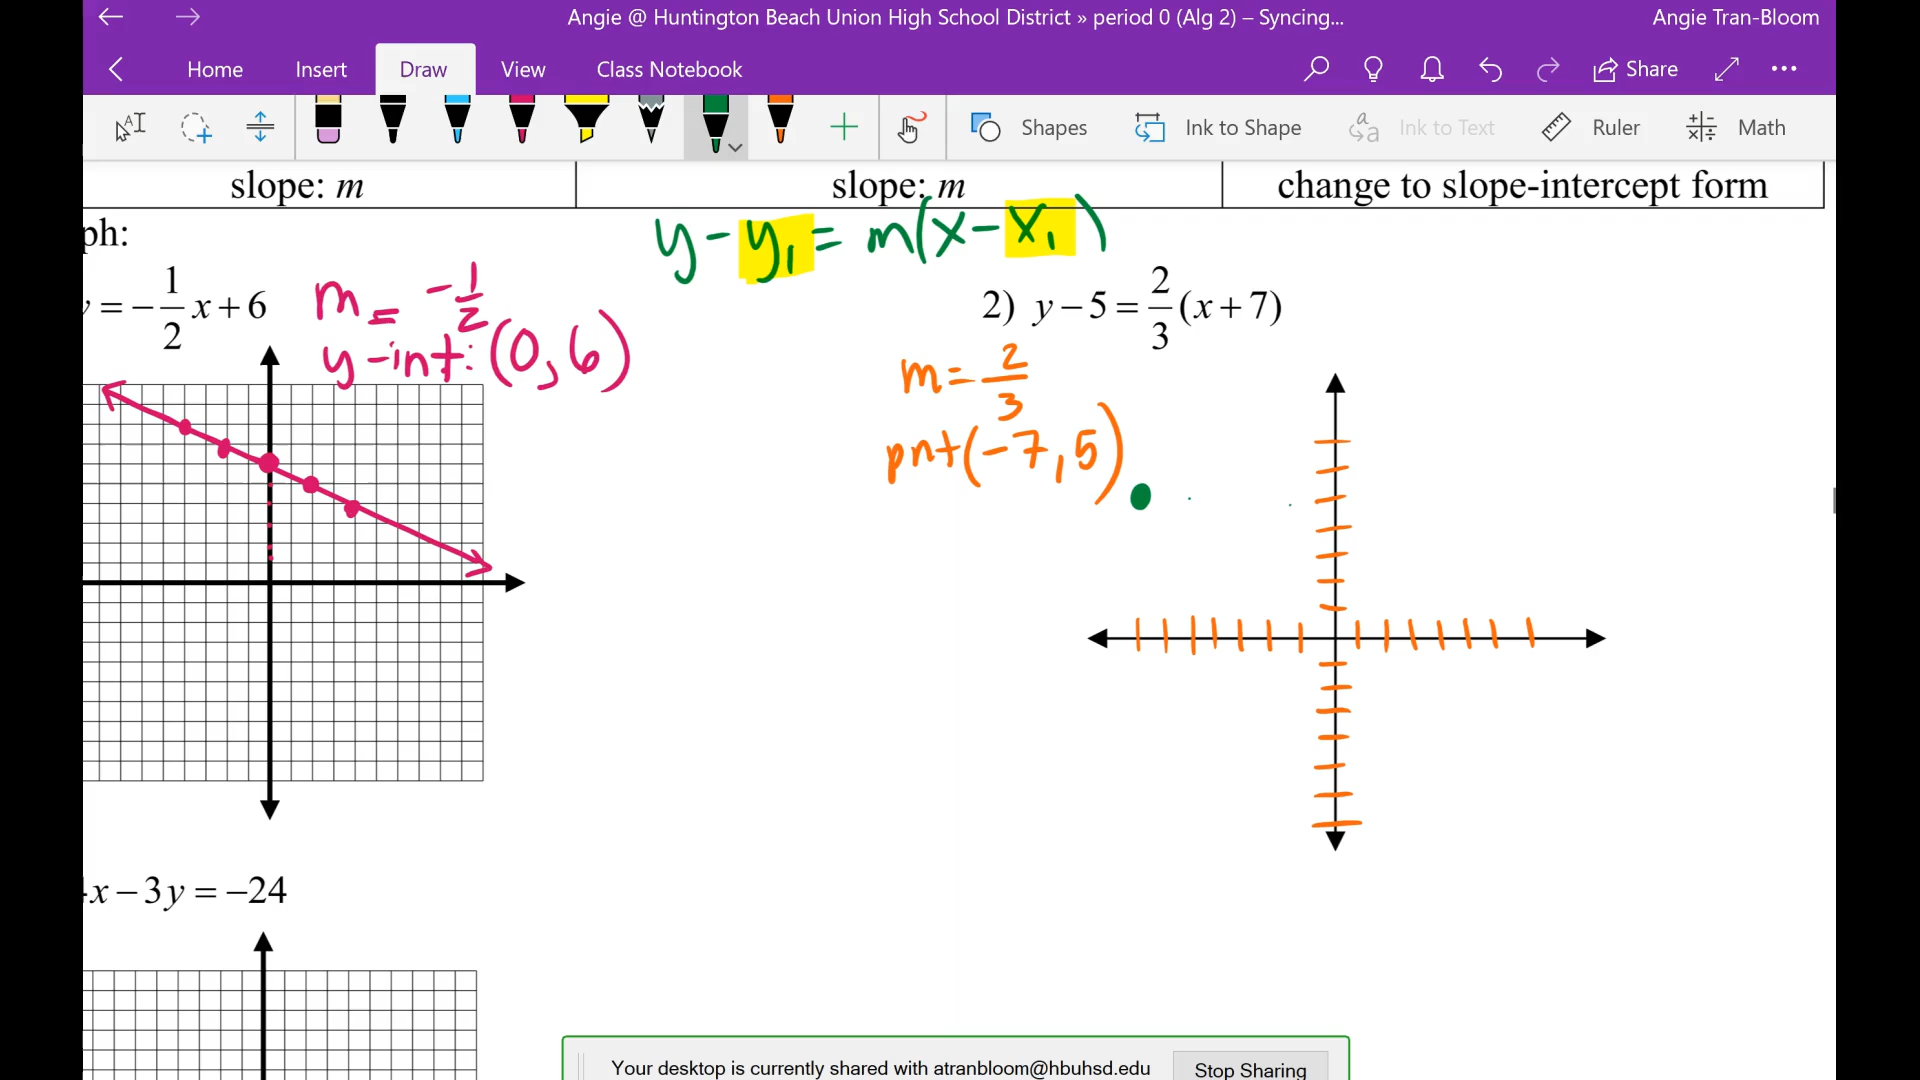 Angie @ Huntington Beach Union High School District » period 0 (Alg 2) – Syncing...
Angie Tran-Bloom
Home Insert Draw View Class Notebook
Share
Shapes Ink to Shape Ink to Text Ruler Math
slope: m
slope: m
change to slope-intercept form
y - y₁ = m(x - x₁)
ph:
y = -1/2 x + 6
m = -1/2
y-int: (0, 6)
2) y - 5 = 2/3 (x + 7)
m = 2/3
pnt (-7, 5)
x - 3y = -24
Your desktop is currently shared with atranbloom@hbuhsd.edu
Stop Sharing